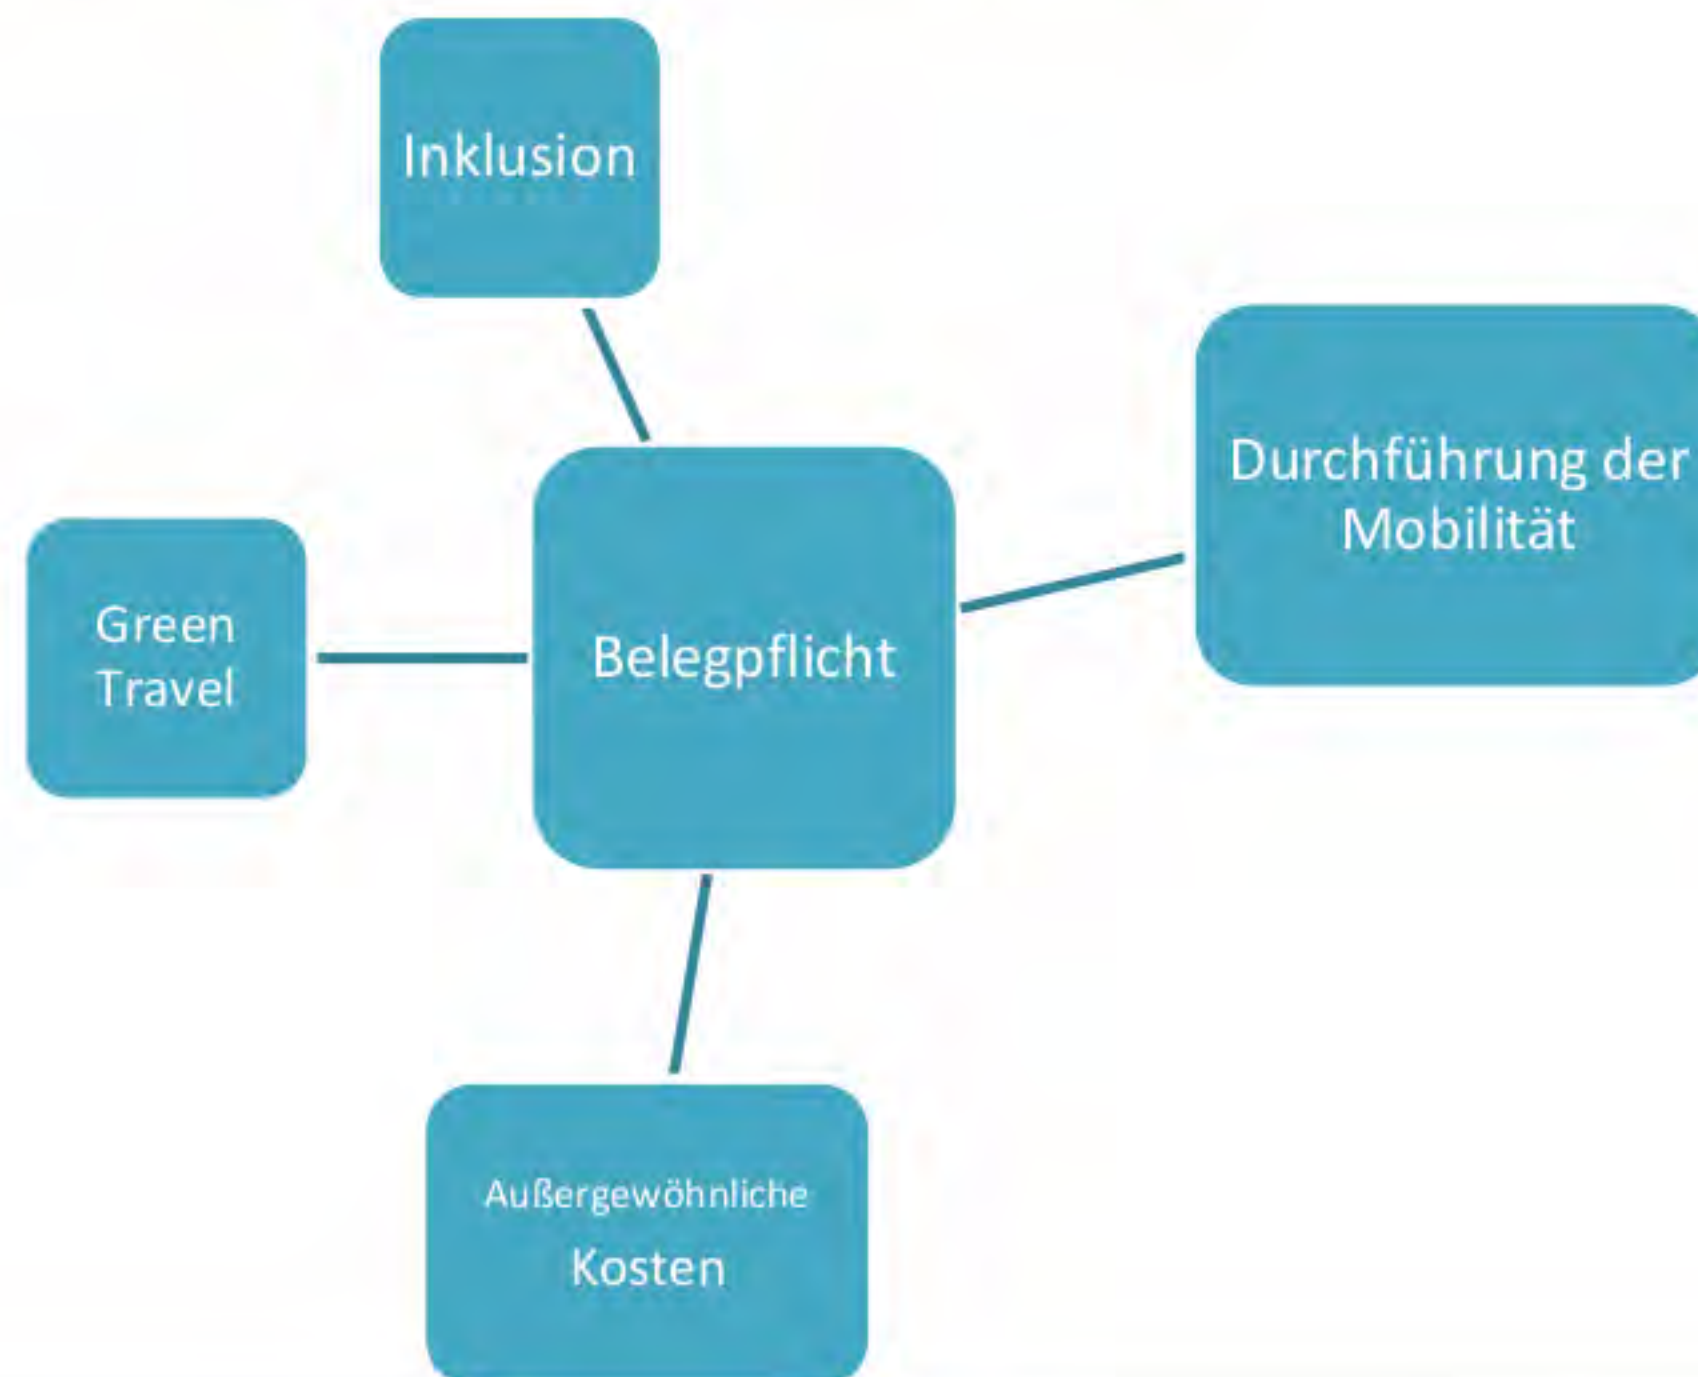 Inklusion
Durchführung der
Mobilität
Green
Travel
Belegpflicht
Außergewöhnliche
Kosten